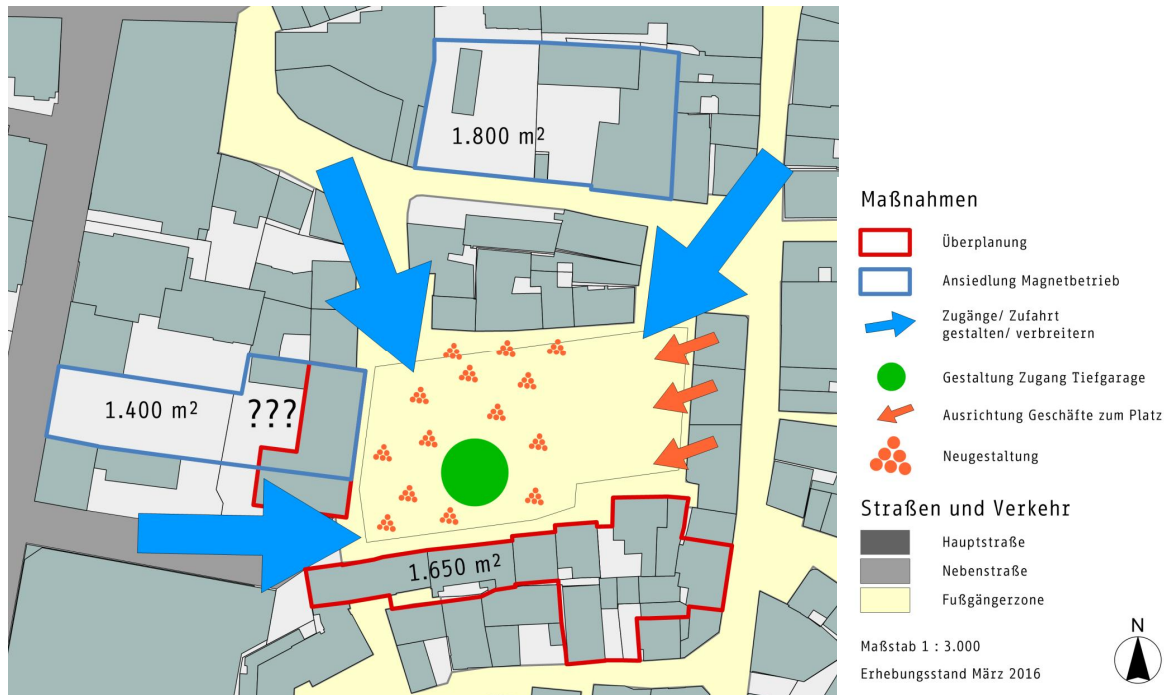 1.800 m²
1.400 m²
???
1.650 m²
Maßnahmen
Überplanung
Ansiedlung Magnetbetrieb
Zugänge/ Zufahrt
gestalten/ verbreitern
Gestaltung Zugang Tiefgarage
Ausrichtung Geschäfte zum Platz
Neugestaltung
Straßen und Verkehr
Hauptstraße
Nebenstraße
Fußgängerzone
Maßstab 1 : 3.000
Erhebungsstand März 2016
N